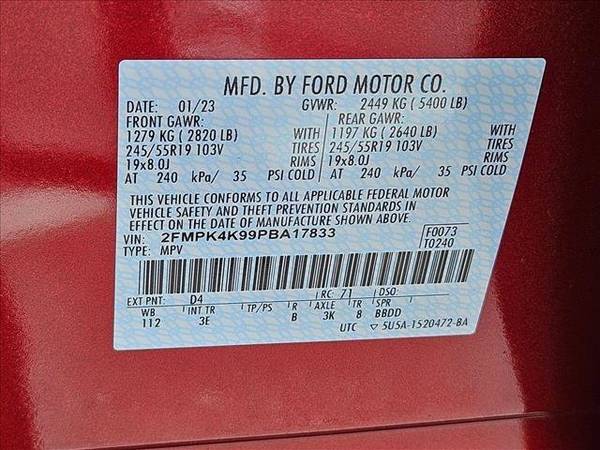 MFD. BY FORD MOTOR CO.
DATE: 01/23 GVWR: 2449 KG (5400 LB)
FRONT GAWR: REAR GAWR:
1279 KG (2820 LB) 1197 KG (2640 LB)
245/55R19 103V TIRES 245/55R19 103V TIRES
19x8.0J RIMS 19x8.0J RIMS
AT 240 kPa/ 35 PSI COLD AT 240 kPa/ 35 PSI COLD
THIS VEHICLE CONFORMS TO ALL APPLICABLE FEDERAL MOTOR
VEHICLE SAFETY AND THEFT PREVENTION STANDARDS IN
EFFECT ON THE DATE OF MANUFACTURE SHOWN ABOVE.
VIN: 2FMPK4K99PBA17833 F0073
TYPE: MPV T0240
EXT PNT: D4 RC: 71 DSO:
WB INT TR TP/PS R AXLE TR SPR
112 3E B 3K 8 BBDD
UTC 5U5A-1520472-BA